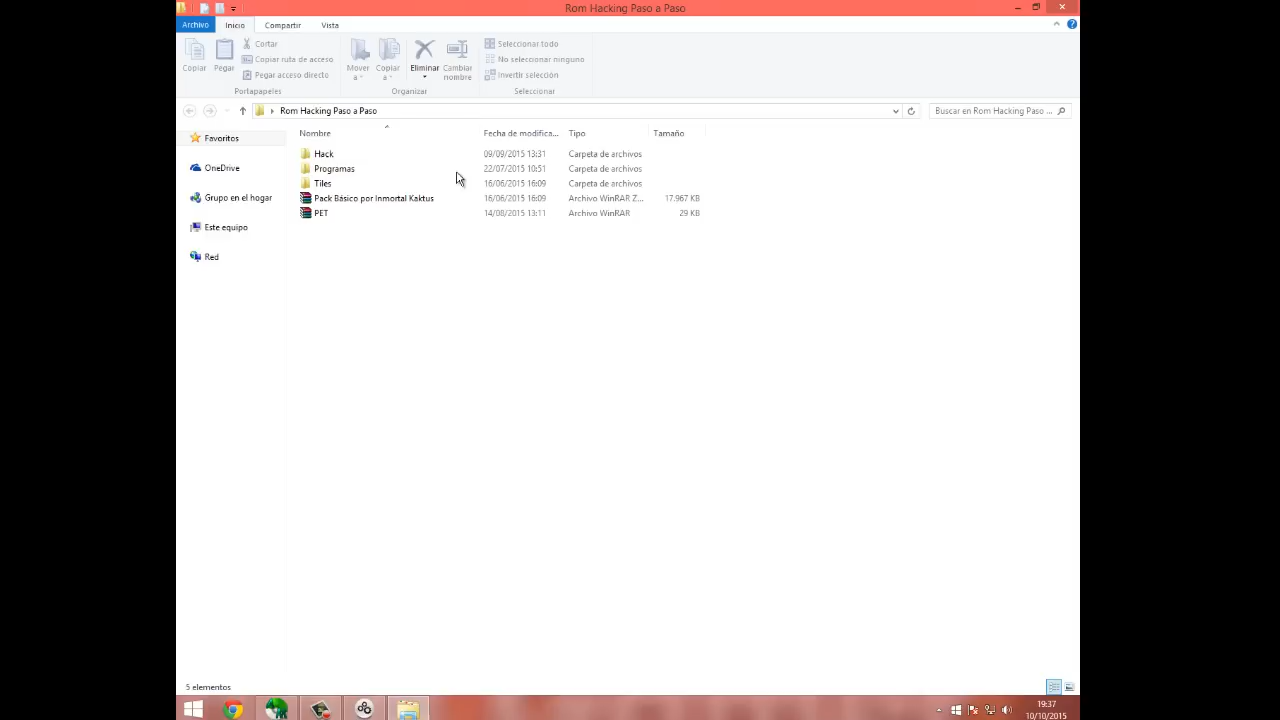 Rom Hacking Paso a Paso
Archivo Inicio Compartir Vista
Copiar
Pegar
Cortar
Copiar ruta de acceso
Pegar acceso directo
Portapapeles
Mover a
Copiar a
Eliminar
Cambiar nombre
Organizar
Seleccionar todo
No seleccionar ninguno
Invertir selección
Seleccionar
Rom Hacking Paso a Paso
Buscar en Rom Hacking Paso ...
Favoritos
OneDrive
Grupo en el hogar
Este equipo
Red
Nombre Fecha de modifica... Tipo Tamaño
Hack 09/09/2015 13:31 Carpeta de archivos
Programas 22/07/2015 10:51 Carpeta de archivos
Tiles 16/06/2015 16:09 Carpeta de archivos
Pack Básico por Inmortal Kaktus 16/06/2015 16:09 Archivo WinRAR Z... 17.967 KB
PET 14/08/2015 13:11 Archivo WinRAR 29 KB
5 elementos
19:37
10/10/2015